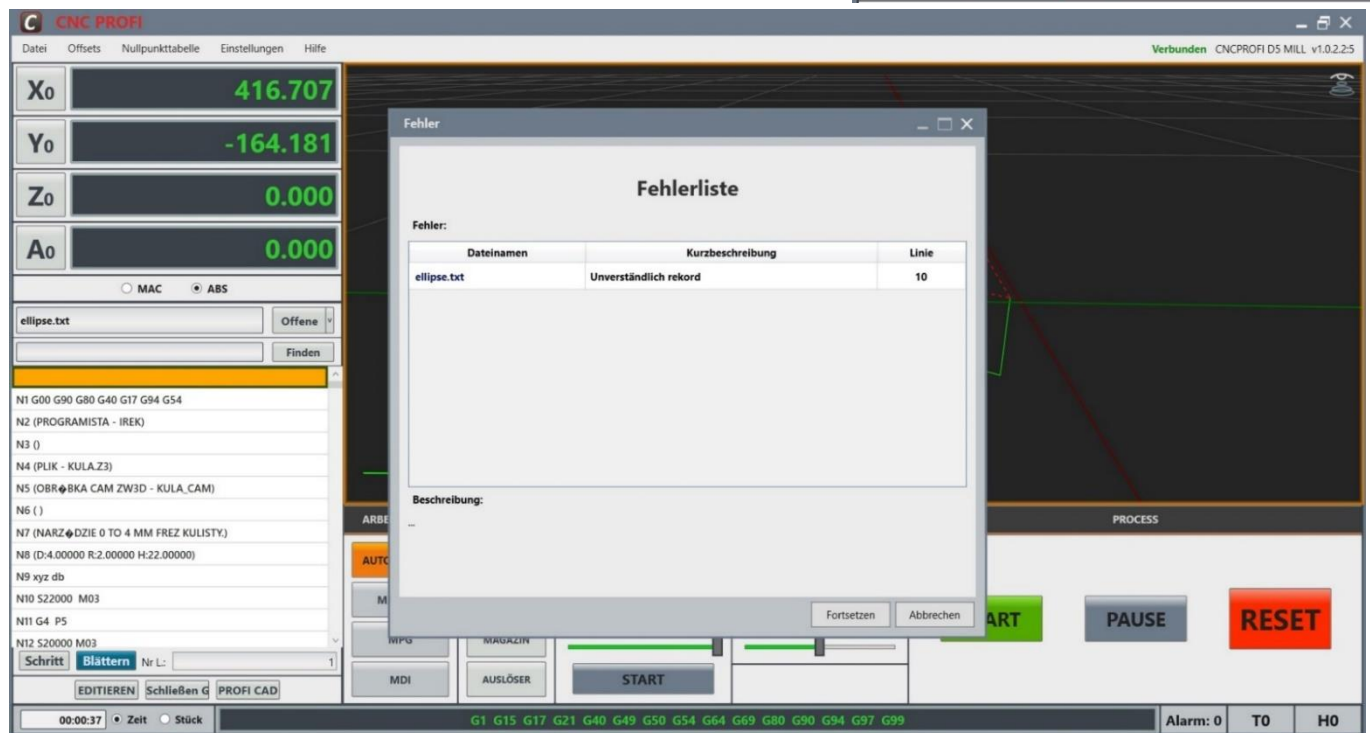 C CNC PROFI
Datei Offsets Nullpunkttabelle Einstellungen Hilfe
Verbunden CNCPROFI D5 MILL v1.0.2.2:5
X0 416.707
Y0 -164.181
Z0 0.000
A0 0.000
MAC ABS
ellipse.txt Offene
Finden
N1 G00 G90 G80 G40 G17 G94 G54
N2 (PROGRAMISTA - IREK)
N3 ()
N4 (PLIK - KULA.Z3)
N5 (OBR�BKA CAM ZW3D - KULA_CAM)
N6 ( )
N7 (NARZ�DZIE 0 TO 4 MM FREZ KULISTY.)
N8 (D:4.00000 R:2.00000 H:22.00000)
N9 xyz db
N10 S22000 M03
N11 G4 P5
N12 S20000 M03
Schritt Blättern Nr L.: 1
EDITIEREN Schließen G PROFI CAD
Fehler
Fehlerliste
Fehler:
Dateinamen Kurzbeschreibung Linie
ellipse.txt Unverständlich rekord 10
Beschreibung:
...
Fortsetzen Abbrechen
ARBE
PROCESS
AUTO
M
MPG MAGAZIN
MDI AUSLÖSER START
ART PAUSE RESET
00:00:37 Zeit Stück
G1 G15 G17 G21 G40 G49 G50 G54 G64 G69 G80 G90 G94 G97 G99
Alarm: 0 T0 H0